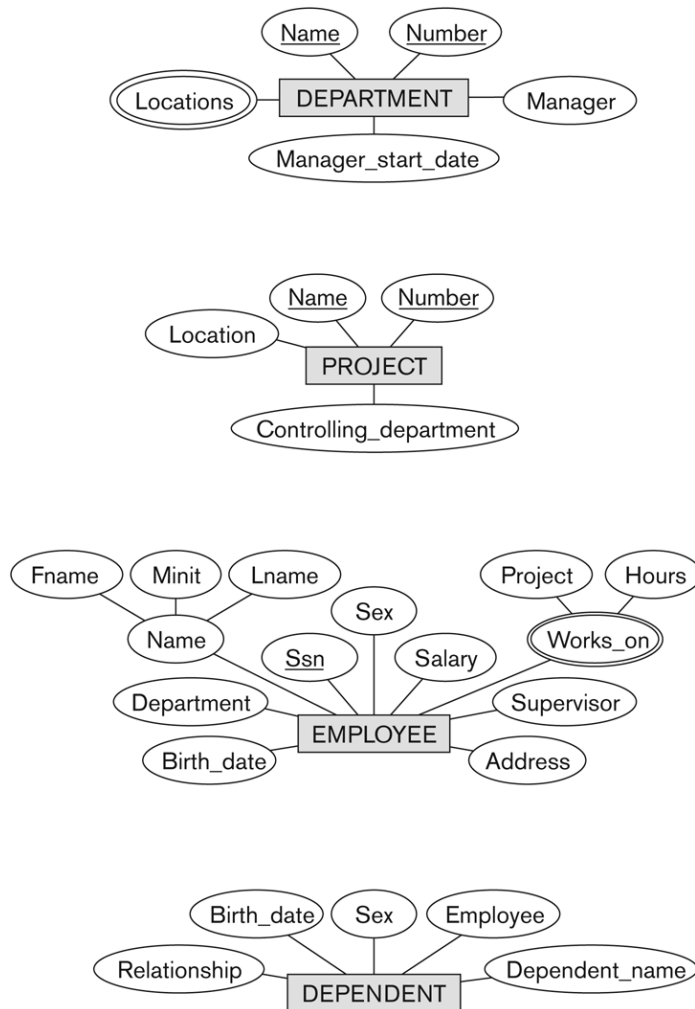 Name Number
Locations DEPARTMENT Manager
Manager_start_date
Name Number
Location
PROJECT
Controlling_department
Fname Minit Lname Project Hours
Sex
Name Works_on
Ssn Salary
Department Supervisor
EMPLOYEE
Birth_date Address
Birth_date Sex Employee
Relationship Dependent_name
DEPENDENT